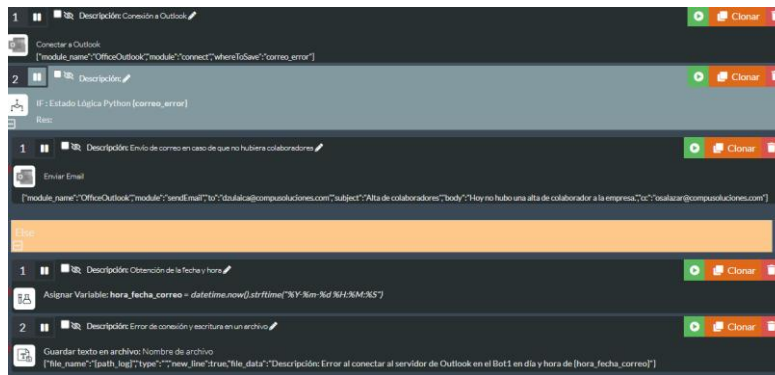 1 Descripción: Conexión a Outlook Clonar
Conectar a Outlook
{"module_name":"OfficeOutlook","module":"connect","whereToSave":"correo_error"}
2 Descripción: Clonar
IF : Estado Lógica Python {correo_error}
Res:
1 Descripción: Envío de correo en caso de que no hubiera colaboradores Clonar
Enviar Email
{"module_name":"OfficeOutlook","module":"sendEmail","to":"dzulaica@compusoluciones.com","subject":"Alta de colaboradores","body":"Hoy no hubo una alta de colaborador a la empresa.","cc":"osalazar@compusoluciones.com"}
Else
1 Descripción: Obtención de la fecha y hora Clonar
Asignar Variable: hora_fecha_correo = datetime.now().strftime("%Y-%m-%d %H:%M:%S")
2 Descripción: Error de conexión y escritura en un archivo Clonar
Guardar texto en archivo: Nombre de archivo
{"file_name":"{path_log}","type":"","new_line":true,"file_data":"Descripción: Error al conectar al servidor de Outlook en el Bot1 en día y hora de {hora_fecha_correo}"}